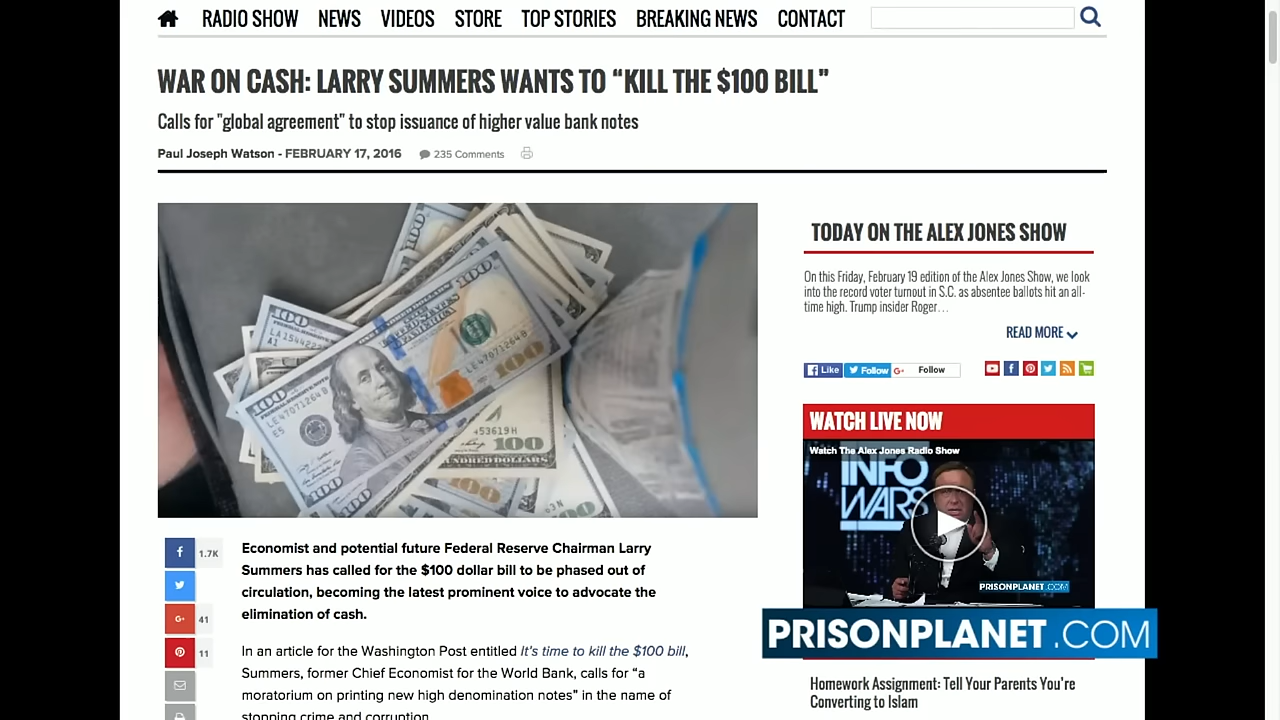 RADIO SHOW NEWS VIDEOS STORE TOP STORIES BREAKING NEWS CONTACT
WAR ON CASH: LARRY SUMMERS WANTS TO “KILL THE $100 BILL”
Calls for "global agreement" to stop issuance of higher value bank notes
Paul Joseph Watson - FEBRUARY 17, 2016 235 Comments
TODAY ON THE ALEX JONES SHOW
On this Friday, February 19 edition of the Alex Jones Show, we look
into the record voter turnout in S.C. as absentee ballots hit an all-
time high. Trump insider Roger…
READ MORE
Like Follow G+ Follow
WATCH LIVE NOW
Watch The Alex Jones Radio Show
INFO
WARS
PRISONPLANET.COM
100
LE47071264B
E5
LE47071264B
100
53619H
100
1.7K
G+ 41
11
Economist and potential future Federal Reserve Chairman Larry
Summers has called for the $100 dollar bill to be phased out of
circulation, becoming the latest prominent voice to advocate the
elimination of cash.
In an article for the Washington Post entitled It's time to kill the $100 bill,
Summers, former Chief Economist for the World Bank, calls for “a
moratorium on printing new high denomination notes” in the name of
stopping crime and corruption.
PRISONPLANET.COM
Homework Assignment: Tell Your Parents You're
Converting to Islam